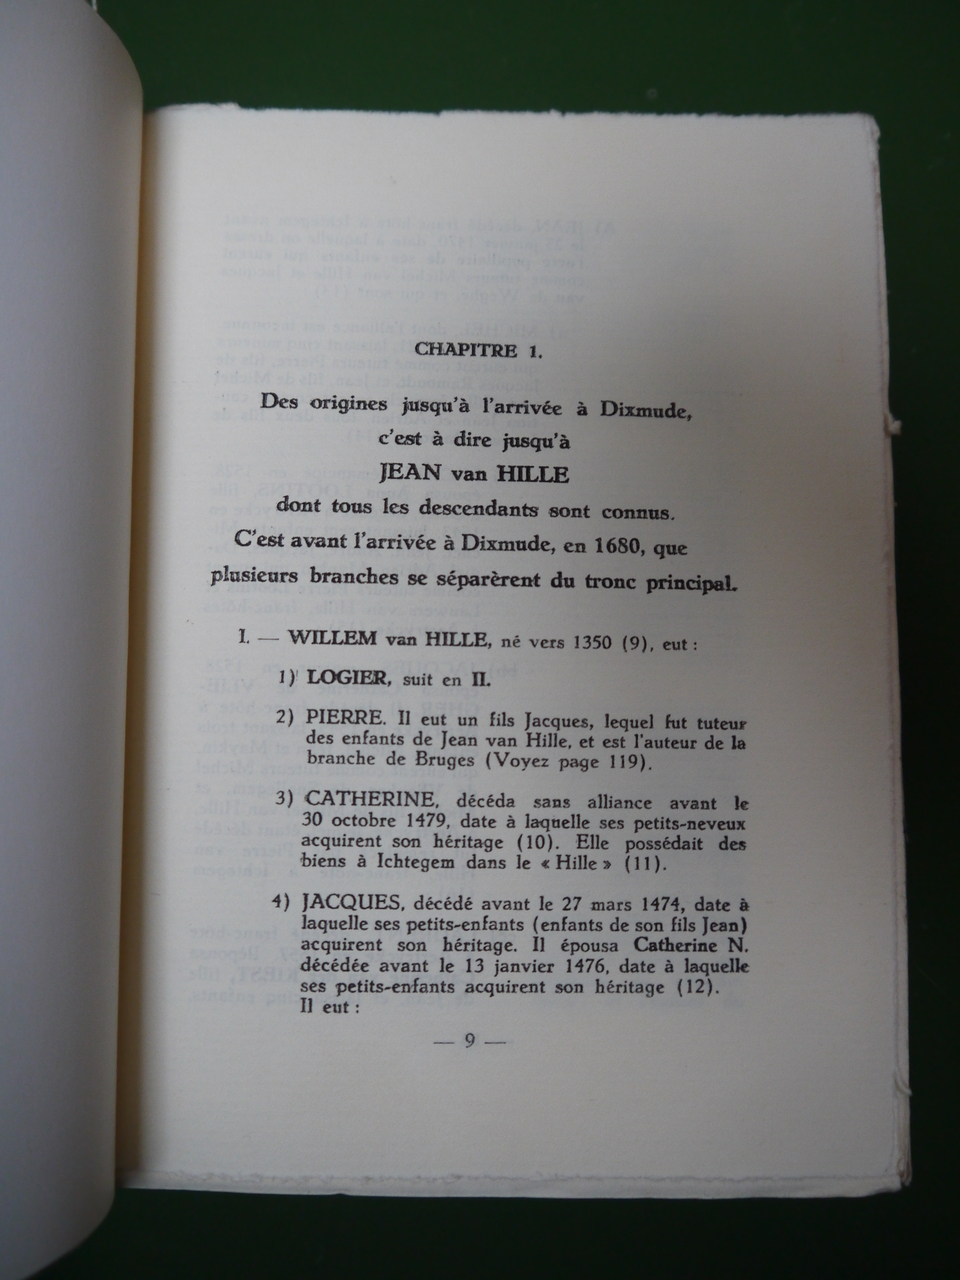 CHAPITRE 1.
Des origines jusqu'à l'arrivée à Dixmude,
c'est à dire jusqu'à
JEAN van HILLE
dont tous les descendants sont connus.
C'est avant l'arrivée à Dixmude, en 1680, que
plusieurs branches se séparèrent du tronc principal.
I. — WILLEM van HILLE, né vers 1350 (9), eut :
1) LOGIER, suit en II.
2) PIERRE. Il eut un fils Jacques, lequel fut tuteur
des enfants de Jean van Hille, et est l'auteur de la
branche de Bruges (Voyez page 119).
3) CATHERINE, décéda sans alliance avant le
30 octobre 1479, date à laquelle ses petits-neveux
acquirent son héritage (10). Elle possédait des
biens à Ichtegem dans le « Hille » (11).
4) JACQUES, décédé avant le 27 mars 1474, date à
laquelle ses petits-enfants (enfants de son fils Jean)
acquirent son héritage. Il épousa Catherine N.
décédée avant le 13 janvier 1476, date à laquelle
ses petits-enfants acquirent son héritage (12).
Il eut :
— 9 —